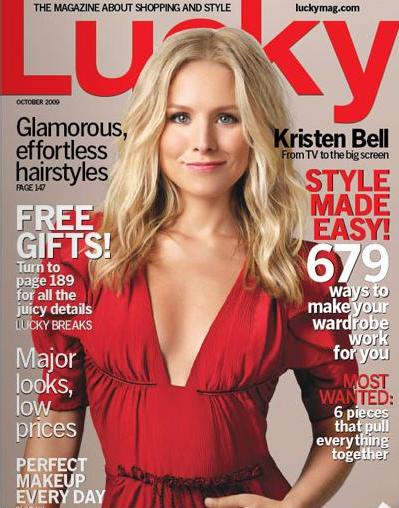 THE MAGAZINE ABOUT SHOPPING AND STYLE
luckymag.com
Lucky
OCTOBER 2009
Glamorous,
effortless
hairstyles
PAGE 147
FREE
GIFTS!
Turn to
page 189
for all the
juicy details
LUCKY BREAKS
Major
looks,
low
prices
PERFECT
MAKEUP
EVERY DAY
Kristen Bell
From TV to the big screen
STYLE
MADE
EASY!
679
ways to
make your
wardrobe
work
for you
MOST
WANTED:
6 pieces
that pull
everything
together